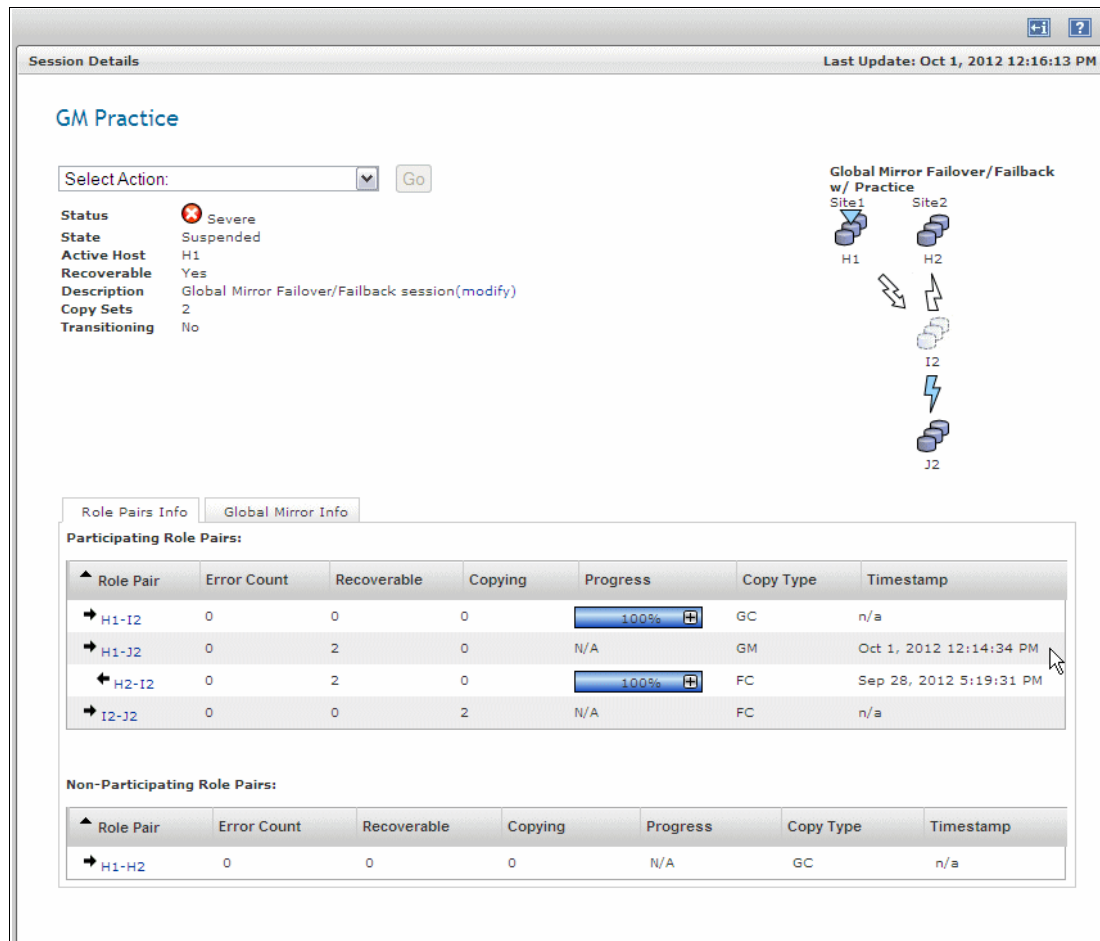 Session Details Last Update: Oct 1, 2012 12:16:13 PM
GM Practice
Select Action: Go
Status Severe
State Suspended
Active Host H1
Recoverable Yes
Description Global Mirror Failover/Failback session(modify)
Copy Sets 2
Transitioning No
Global Mirror Failover/Failback
w/ Practice
Site1 Site2
H1 H2
I2
J2
Role Pairs Info Global Mirror Info
Participating Role Pairs:
Role Pair Error Count Recoverable Copying Progress Copy Type Timestamp
H1-I2 0 0 0 100% GC n/a
H1-J2 0 2 0 N/A GM Oct 1, 2012 12:14:34 PM
H2-I2 0 2 0 100% FC Sep 28, 2012 5:19:31 PM
I2-J2 0 0 2 N/A FC n/a
Non-Participating Role Pairs:
Role Pair Error Count Recoverable Copying Progress Copy Type Timestamp
H1-H2 0 0 0 N/A GC n/a